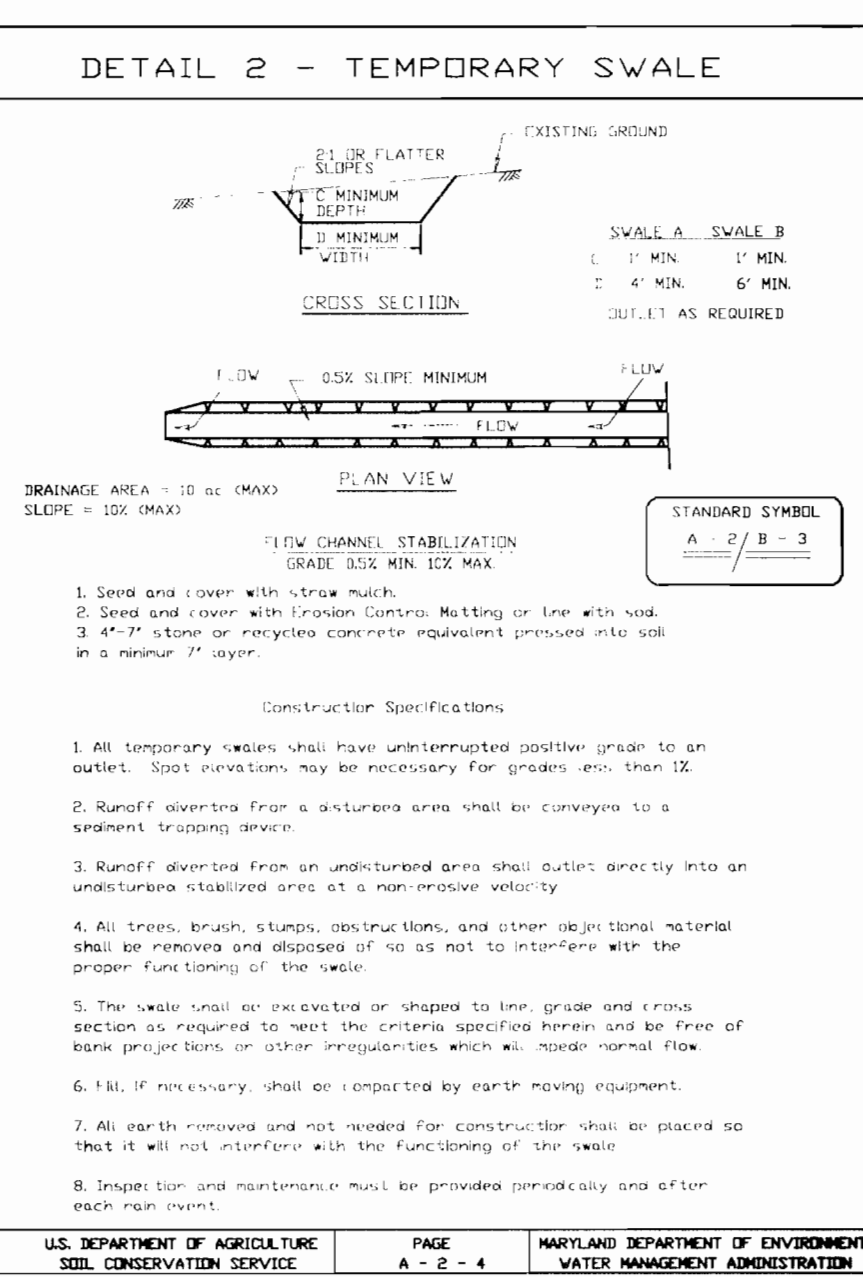 DETAIL 2 - TEMPORARY SWALE
EXISTING GROUND
2:1 OR FLATTER
SLOPES
C MINIMUM
DEPTH
D MINIMUM
WIDTH
CROSS SECTION
SWALE A SWALE B
C 1' MIN. 1' MIN.
D 4' MIN. 6' MIN.
OUTLET AS REQUIRED
FLOW
0.5% SLOPE MINIMUM
FLOW
FLOW
PLAN VIEW
DRAINAGE AREA = 10 ac (MAX)
SLOPE = 10% (MAX)
STANDARD SYMBOL
A - 2/ B - 3
FLOW CHANNEL STABILIZATION
GRADE 0.5% MIN. 10% MAX.
1. Seed and cover with straw mulch.
2. Seed and cover with Erosion Control Matting or line with sod.
3. 4"-7" stone or recycled concrete equivalent pressed into soil
in a minimum 7" layer.
Construction Specifications
1. All temporary swales shall have uninterrupted positive grade to an
outlet. Spot elevations may be necessary for grades less than 1%.
2. Runoff diverted from a disturbed area shall be conveyed to a
sediment trapping device.
3. Runoff diverted from an undisturbed area shall outlet directly into an
undisturbed stabilized area at a non-erosive velocity
4. All trees, brush, stumps, obstructions, and other objectional material
shall be removed and disposed of so as not to interfere with the
proper functioning of the swale.
5. The swale shall be excavated or shaped to line, grade and cross
section as required to meet the criteria specified herein and be free of
bank projections or other irregularities which will impede normal flow.
6. Fill, if necessary, shall be compacted by earth moving equipment.
7. All earth removed and not needed for construction shall be placed so
that it will not interfere with the functioning of the swale
8. Inspection and maintenance must be provided periodically and after
each rain event.
U.S. DEPARTMENT OF AGRICULTURE
SOIL CONSERVATION SERVICE
PAGE
A - 2 - 4
MARYLAND DEPARTMENT OF ENVIRONMENT
WATER MANAGEMENT ADMINISTRATION